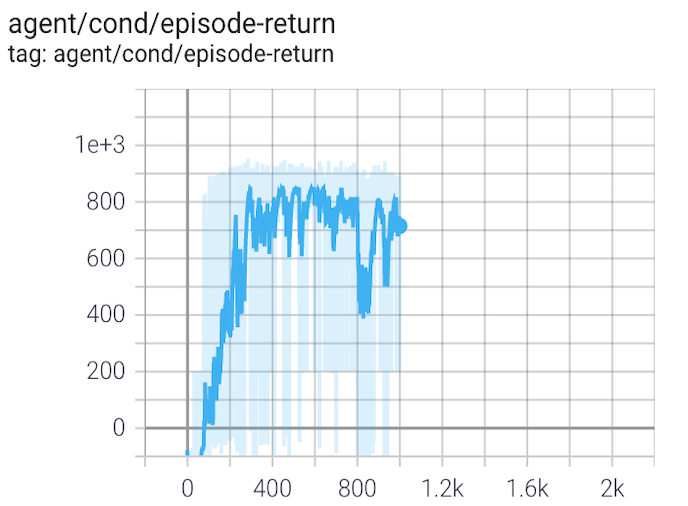 agent/cond/episode-return
tag: agent/cond/episode-return
1e+3
800
600
400
200
0
0 400 800 1.2k 1.6k 2k